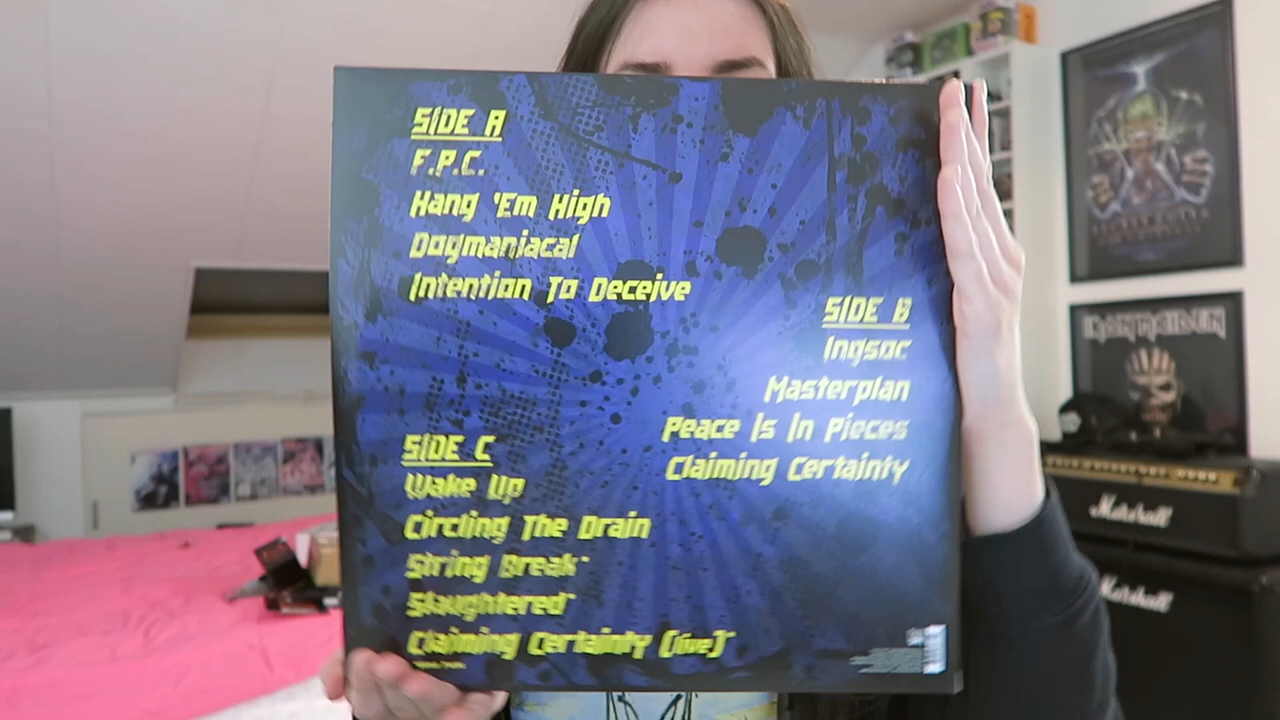 SIDE A
F.P.C.
Hang 'Em High
Dogmaniacal
Intention To Deceive
SIDE B
Ingsoc
Masterplan
Peace Is In Pieces
Claiming Certainty
SIDE C
Wake Up
Circling The Drain
String Break*
Slaughtered*
Claiming Certainty (live)*
IRON MAIDEN
Marshall
Marshall